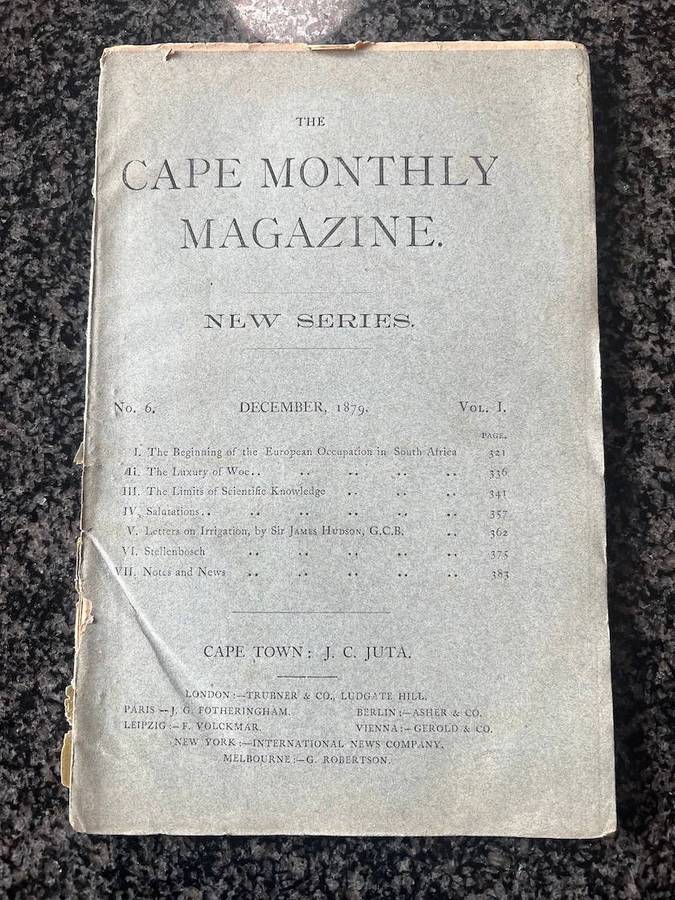 THE
CAPE MONTHLY
MAGAZINE.
NEW SERIES.
No. 6. DECEMBER, 1879. VOL. I.
PAGE.
I. The Beginning of the European Occupation in South Africa 321
II. The Luxury of Woe.. .. .. .. .. 336
III. The Limits of Scientific Knowledge .. .. .. 341
IV. Salutations.. .. .. .. .. .. 357
V. Letters on Irrigation, by Sir JAMES HUDSON, G.C.B. .. 362
VI. Stellenbosch .. .. .. .. .. 375
VII. Notes and News .. .. .. .. .. 383
CAPE TOWN: J. C. JUTA.
LONDON:—TRUBNER & CO., LUDGATE HILL.
PARIS—J. G. FOTHERINGHAM. BERLIN:—ASHER & CO.
LEIPZIG:—F. VOLCKMAR. VIENNA:—GEROLD & CO.
NEW YORK:—INTERNATIONAL NEWS COMPANY.
MELBOURNE:—G. ROBERTSON.